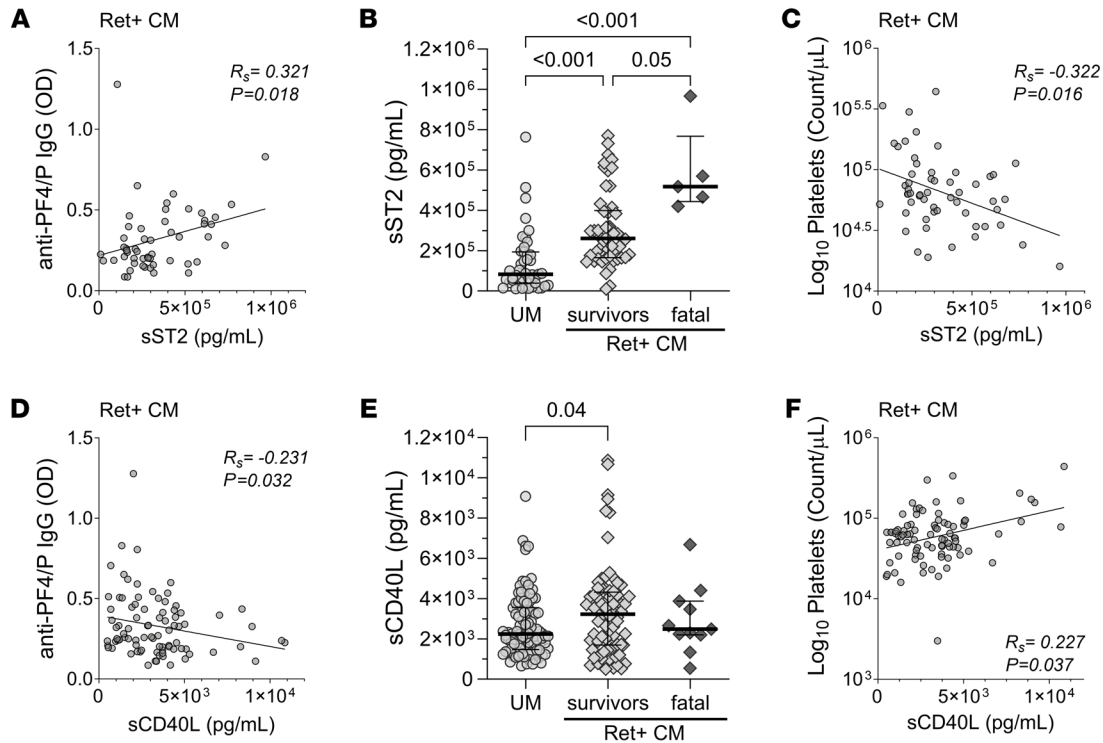 A
Ret+ CM
anti-PF4/P IgG (OD)
1.5
1.0
0.5
0.0
Rs= 0.321
P=0.018
0
5×10⁵
1×10⁶
sST2 (pg/mL)
B
<0.001
<0.001
0.05
sST2 (pg/mL)
1.2×10⁶
1×10⁶
8×10⁵
6×10⁵
4×10⁵
2×10⁵
0
UM
survivors
fatal
Ret+ CM
C
Ret+ CM
Log₁₀ Platelets (Count/μL)
10⁶
10⁵·⁵
10⁵
10⁴·⁵
10⁴
Rs= -0.322
P=0.016
0
5×10⁵
1×10⁶
sST2 (pg/mL)
D
Ret+ CM
anti-PF4/P IgG (OD)
1.5
1.0
0.5
0.0
Rs= -0.231
P=0.032
0
5×10³
1×10⁴
sCD40L (pg/mL)
E
0.04
sCD40L (pg/mL)
1.2×10⁴
1×10⁴
8×10³
6×10³
4×10³
2×10³
0
UM
survivors
fatal
Ret+ CM
F
Ret+ CM
Log₁₀ Platelets (Count/μL)
10⁶
10⁵
10⁴
10³
Rs= 0.227
P=0.037
0
5×10³
1×10⁴
sCD40L (pg/mL)